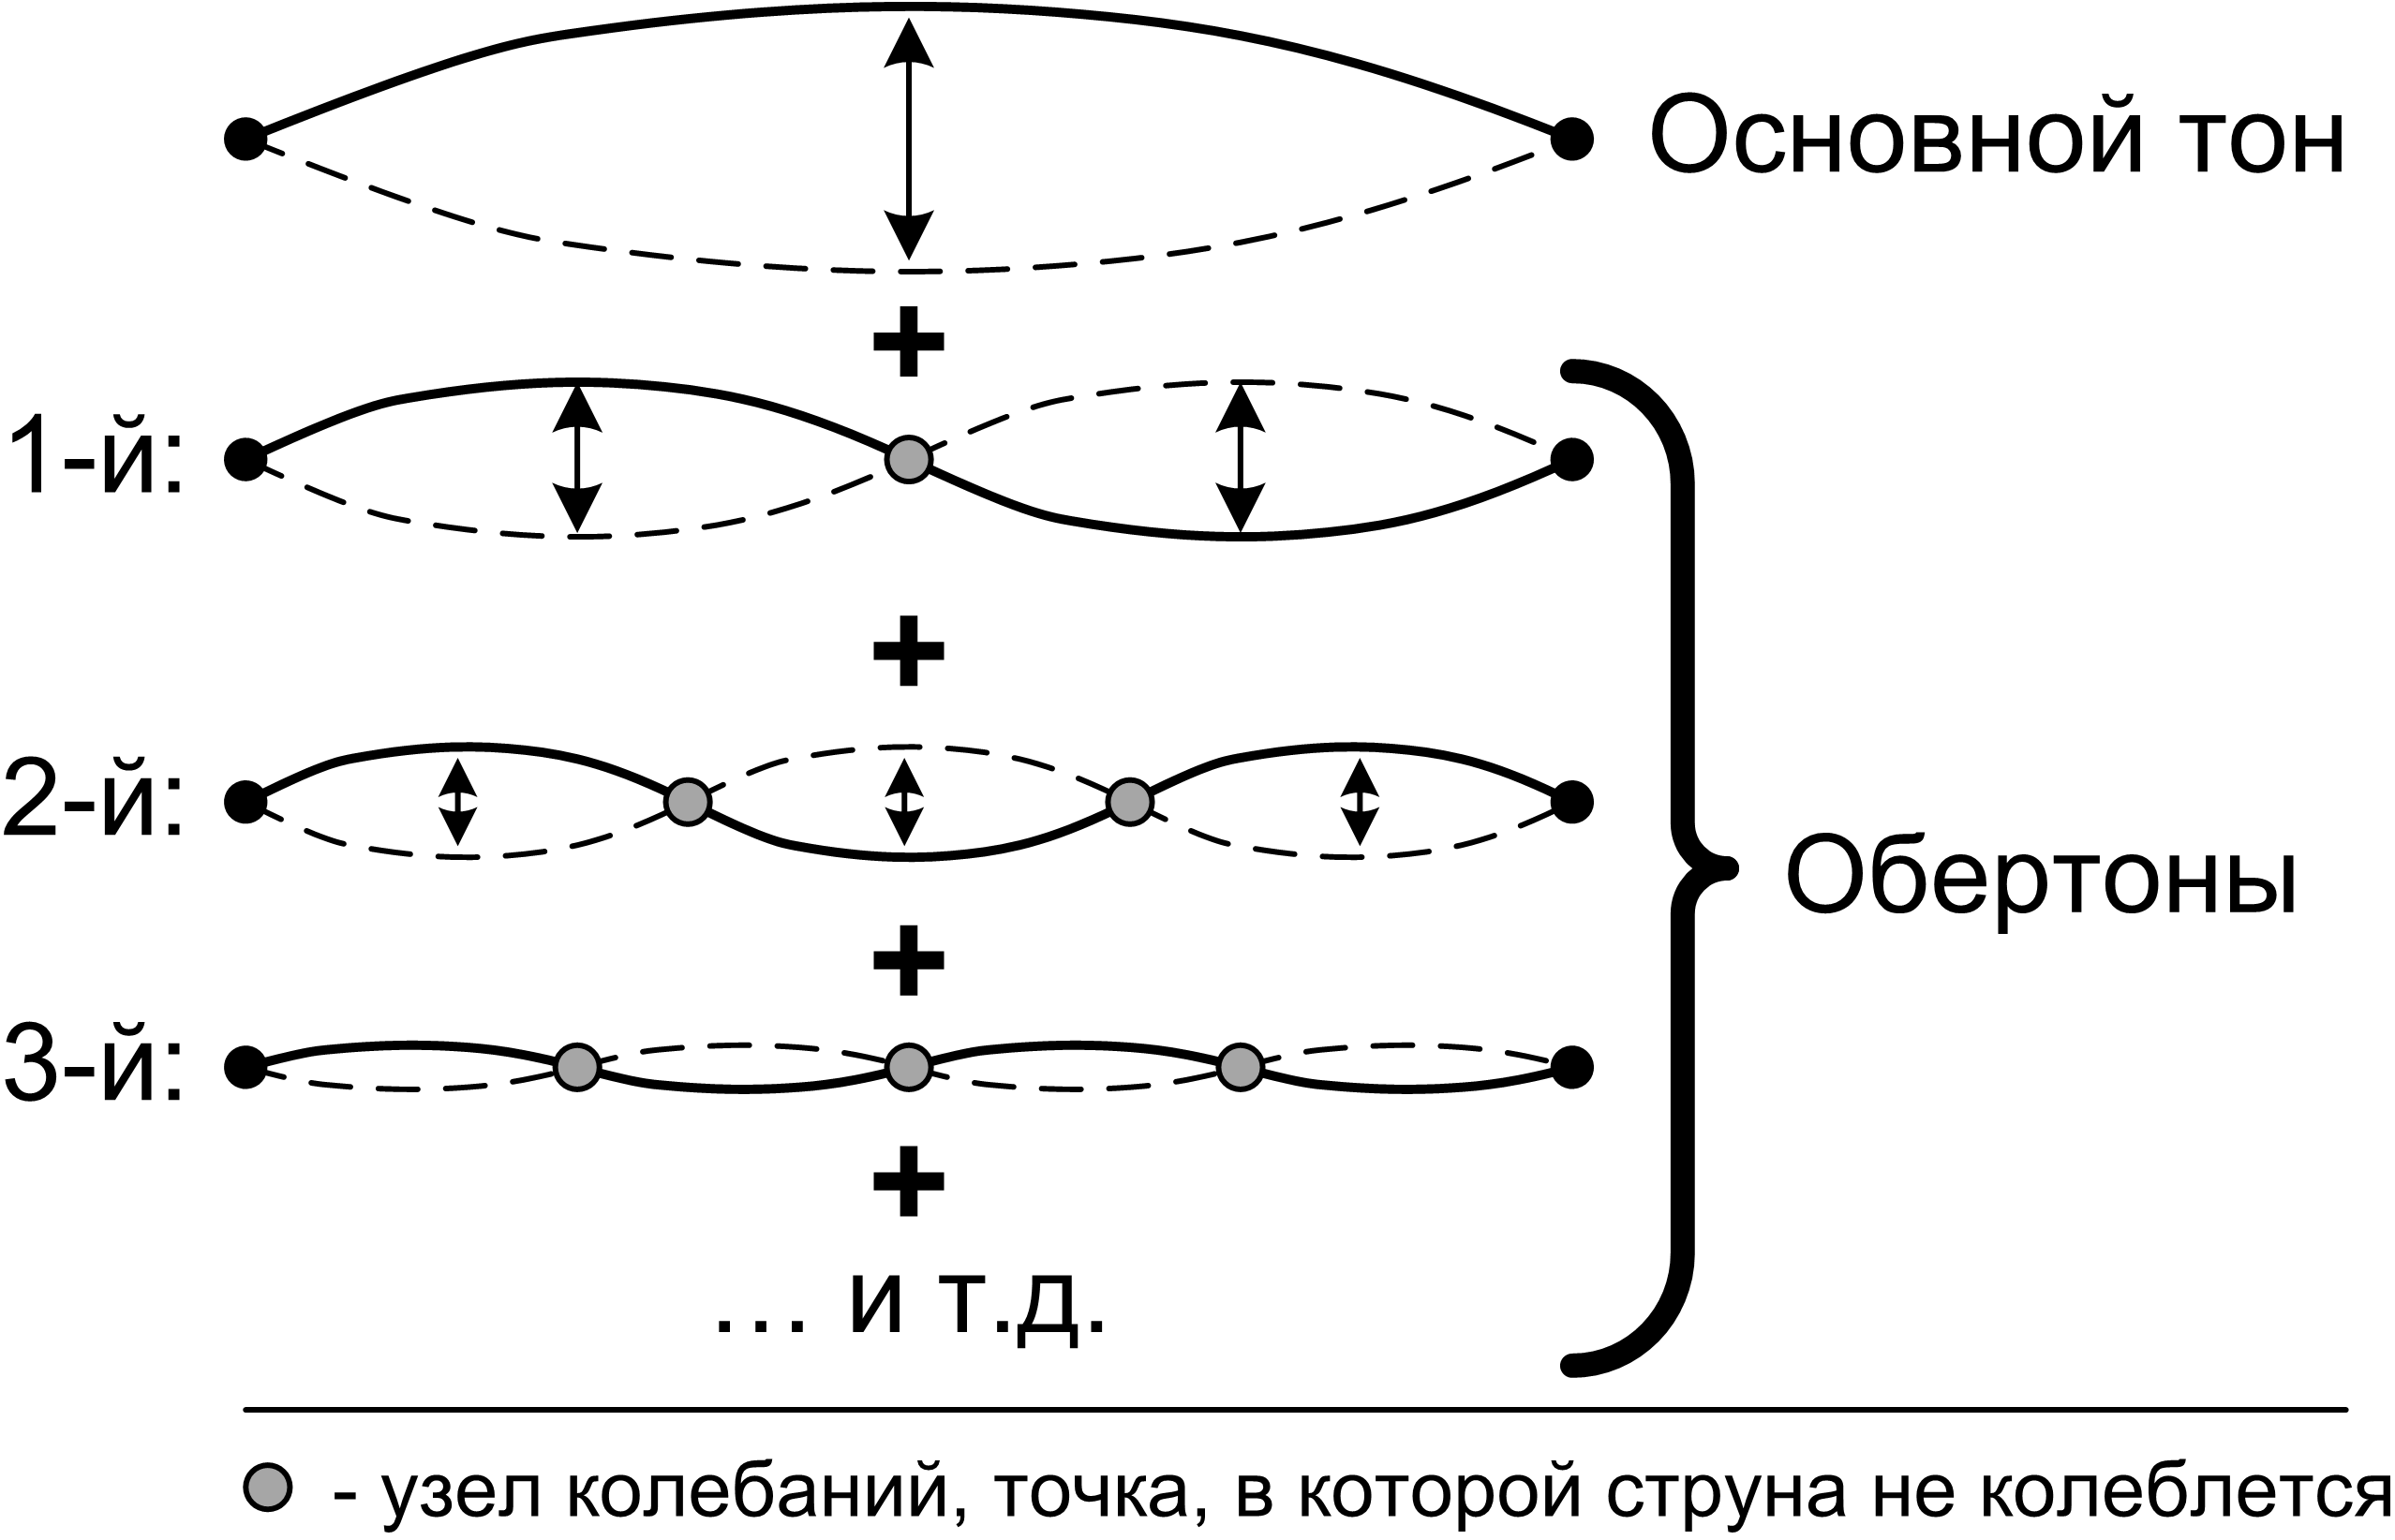 Основной тон
+
1-й:
+
2-й:
Обертоны
+
3-й:
+
... и т.д.
- узел колебаний, точка, в которой струна не колеблется